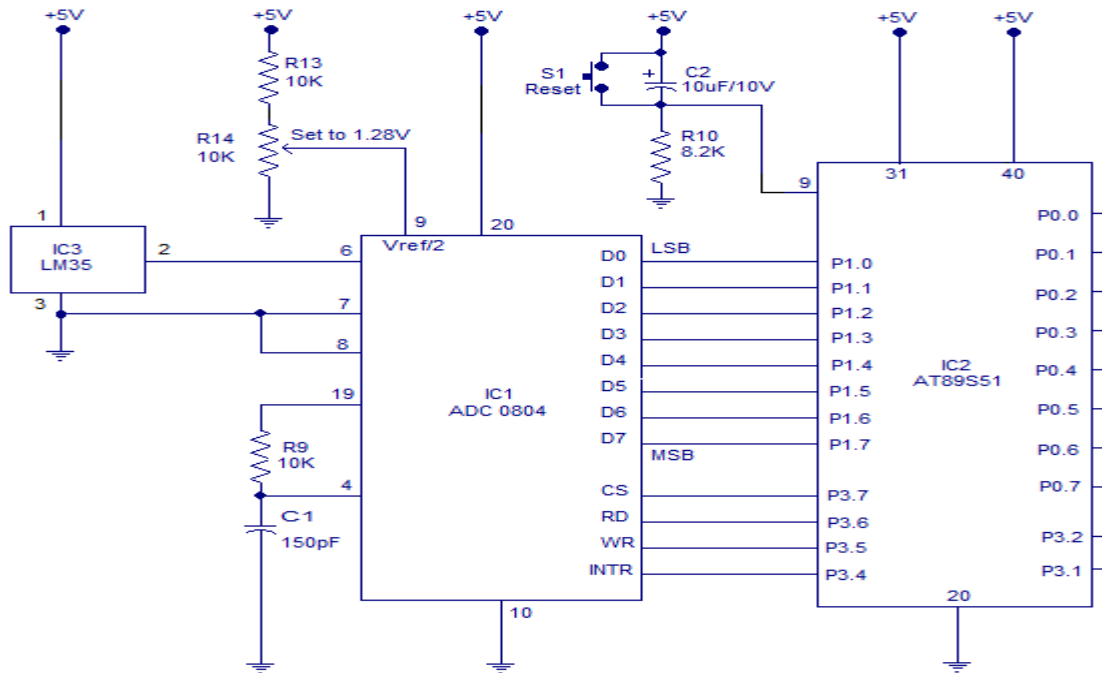 +5V
+5V
+5V
+5V
+5V
+5V
R13
10K
R14
10K
Set to 1.28V
S1
Reset
+
C2
10uF/10V
R10
8.2K
1
IC3
LM35
2
3
9
20
Vref/2
6
7
8
19
4
R9
10K
C1
150pF
IC1
ADC 0804
10
D0
D1
D2
D3
D4
D5
D6
D7
CS
RD
WR
INTR
LSB
MSB
9
31
40
P1.0
P1.1
P1.2
P1.3
P1.4
P1.5
P1.6
P1.7
P3.7
P3.6
P3.5
P3.4
IC2
AT89S51
20
P0.0
P0.1
P0.2
P0.3
P0.4
P0.5
P0.6
P0.7
P3.2
P3.1